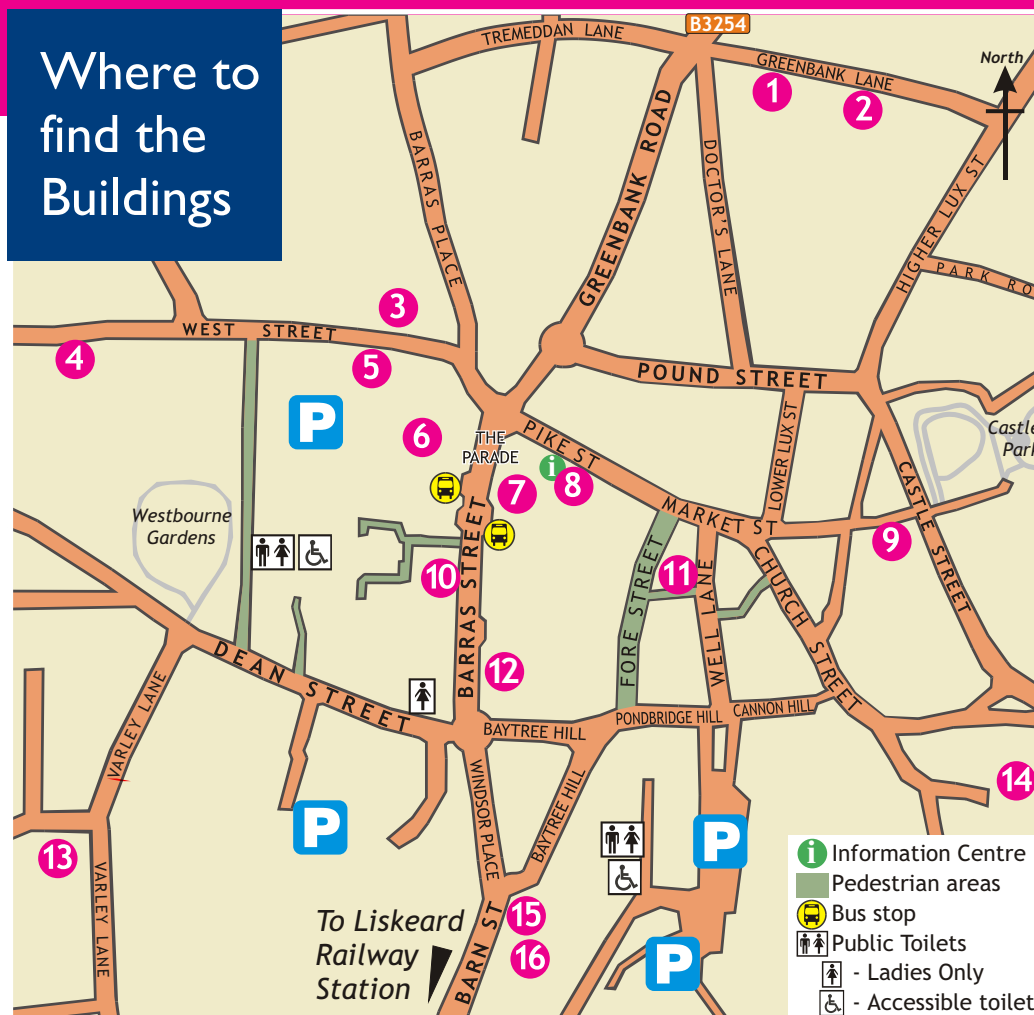 Where to
find the
Buildings
B3254
TREMEDDAN LANE
GREENBANK LANE
North
1
2
BARRAS PLACE
GREENBANK ROAD
DOCTOR'S LANE
HIGHER LUX ST
PARK RO
3
WEST STREET
4
5
POUND STREET
P
6
THE
PARADE
PIKE ST
i
7
8
LOWER LUX ST
Castle
Park
CASTLE STREET
MARKET ST
9
Westbourne
Gardens
10
BARRAS STREET
FORE STREET
11
WELL LANE
CHURCH STREET
12
DEAN STREET
VARLEY LANE
BAYTREE HILL
PONDBRIDGE HILL
CANNON HILL
WINDSOR PLACE
BAYTREE HILL
14
P
P
13
VARLEY LANE
15
16
BARN ST
P
To Liskeard
Railway
Station
i Information Centre
Pedestrian areas
Bus stop
Public Toilets
- Ladies Only
- Accessible toilet